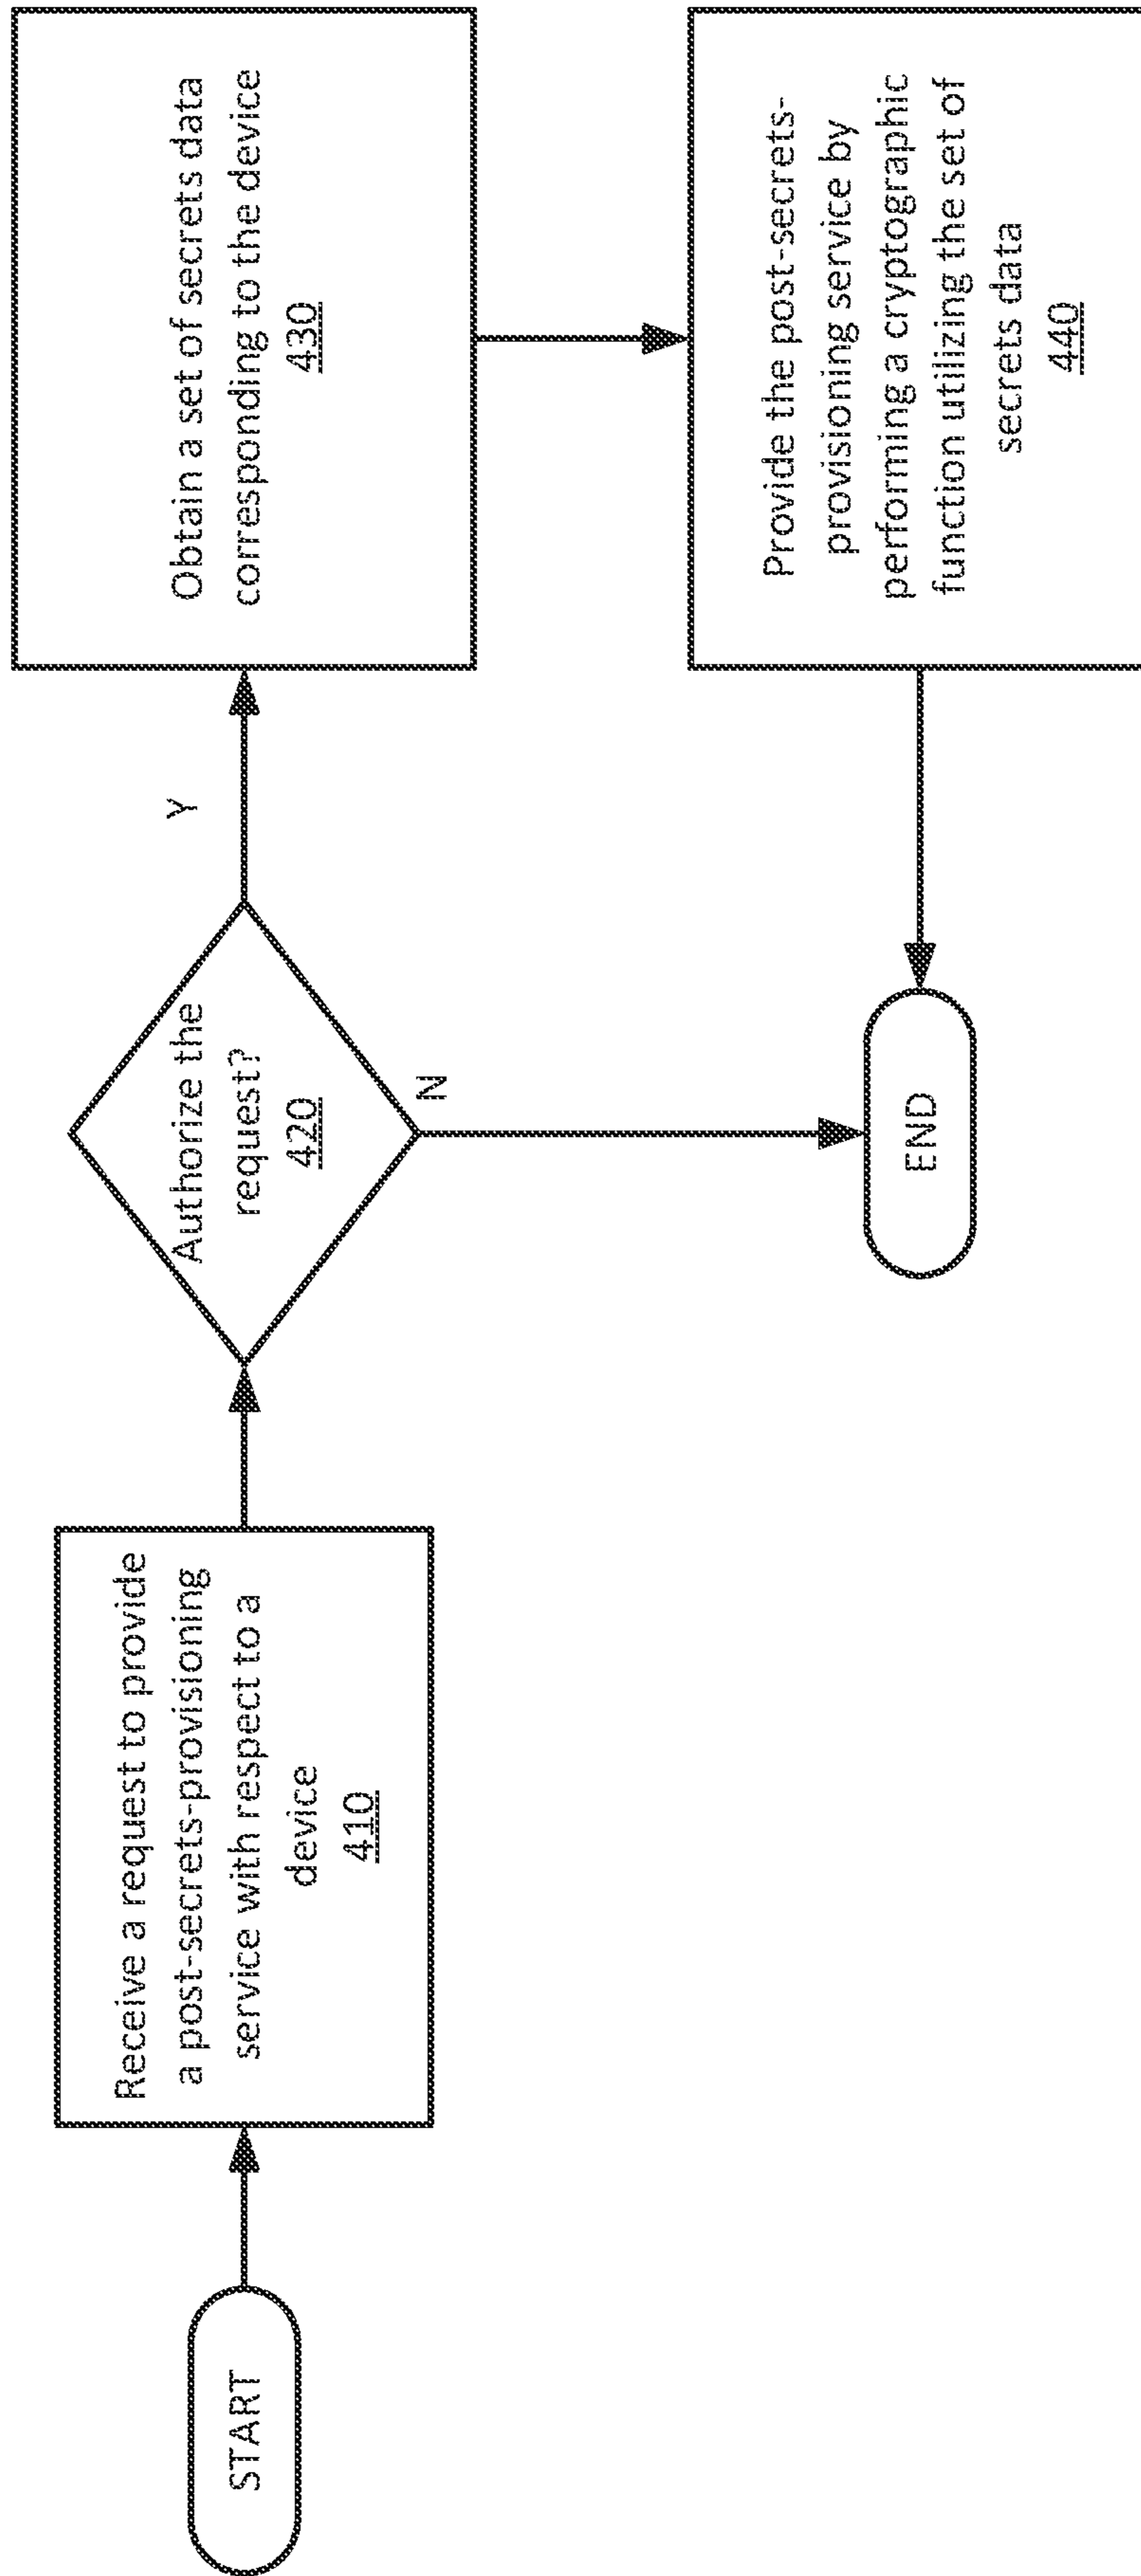 START
Receive a request to provide
a post-secrets-provisioning
service with respect to a
device
410
Authorize the
request?
420
Y
N
Obtain a set of secrets data
corresponding to the device
430
Provide the post-secrets-
provisioning service by
performing a cryptographic
function utilizing the set of
secrets data
440
END